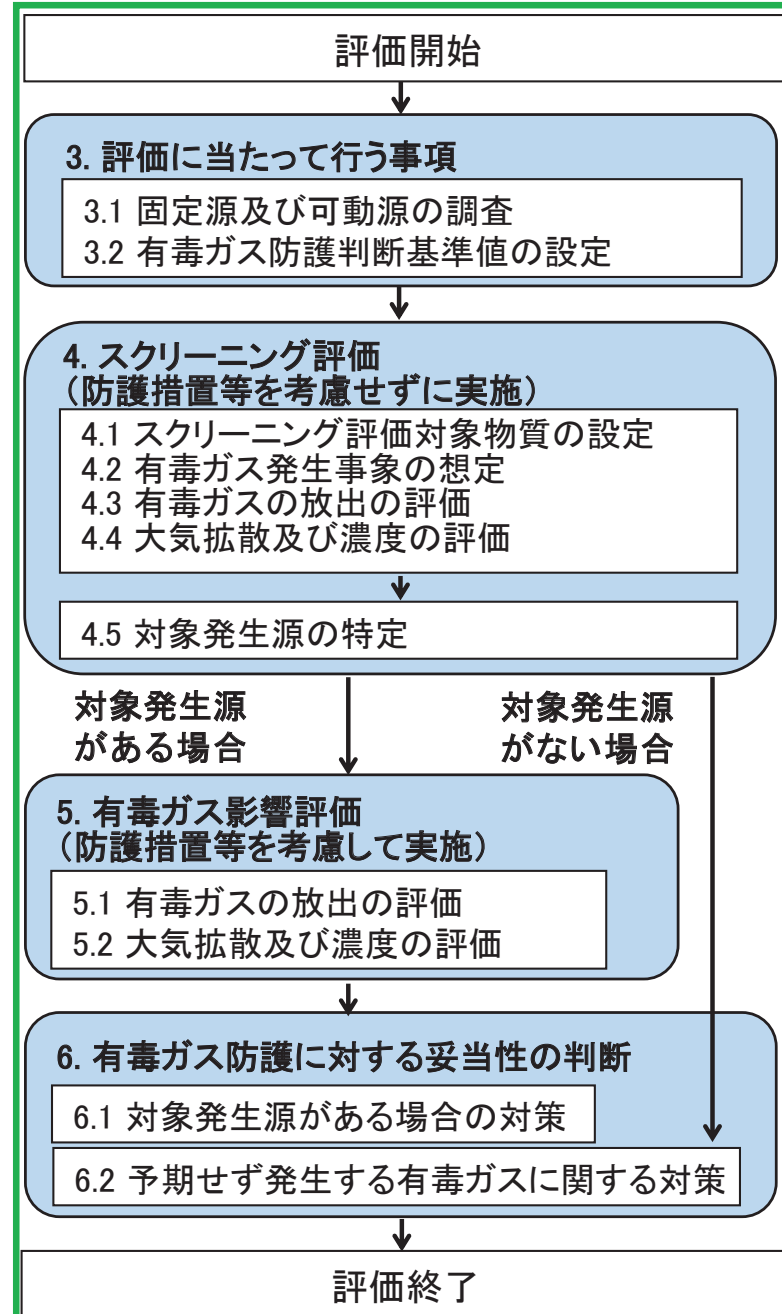 評価開始
3. 評価に当たって行う事項
3.1 固定源及び可動源の調査
3.2 有毒ガス防護判断基準値の設定
4. スクリーニング評価
（防護措置等を考慮せずに実施）
4.1 スクリーニング評価対象物質の設定
4.2 有毒ガス発生事象の想定
4.3 有毒ガスの放出の評価
4.4 大気拡散及び濃度の評価
4.5 対象発生源の特定
対象発生源
がある場合
対象発生源
がない場合
5. 有毒ガス影響評価
（防護措置等を考慮して実施）
5.1 有毒ガスの放出の評価
5.2 大気拡散及び濃度の評価
6. 有毒ガス防護に対する妥当性の判断
6.1 対象発生源がある場合の対策
6.2 予期せず発生する有毒ガスに関する対策
評価終了